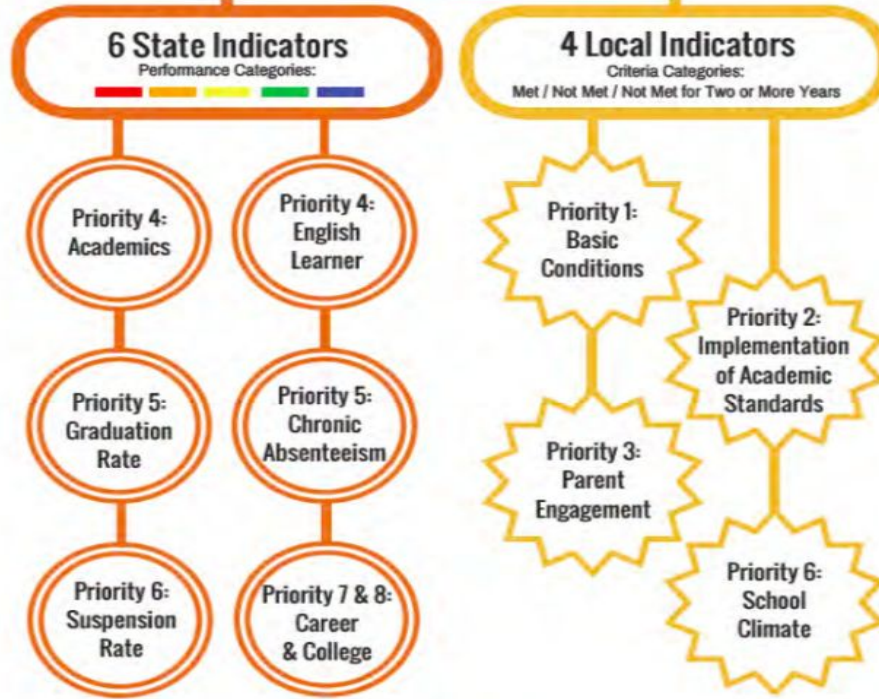 6 State Indicators
Performance Categories:
4 Local Indicators
Criteria Categories:
Met / Not Met / Not Met for Two or More Years
Priority 4:
Academics
Priority 4:
English
Learner
Priority 5:
Graduation
Rate
Priority 5:
Chronic
Absenteeism
Priority 6:
Suspension
Rate
Priority 7 & 8:
Career
& College
Priority 1:
Basic
Conditions
Priority 2:
Implementation
of Academic
Standards
Priority 3:
Parent
Engagement
Priority 6:
School
Climate